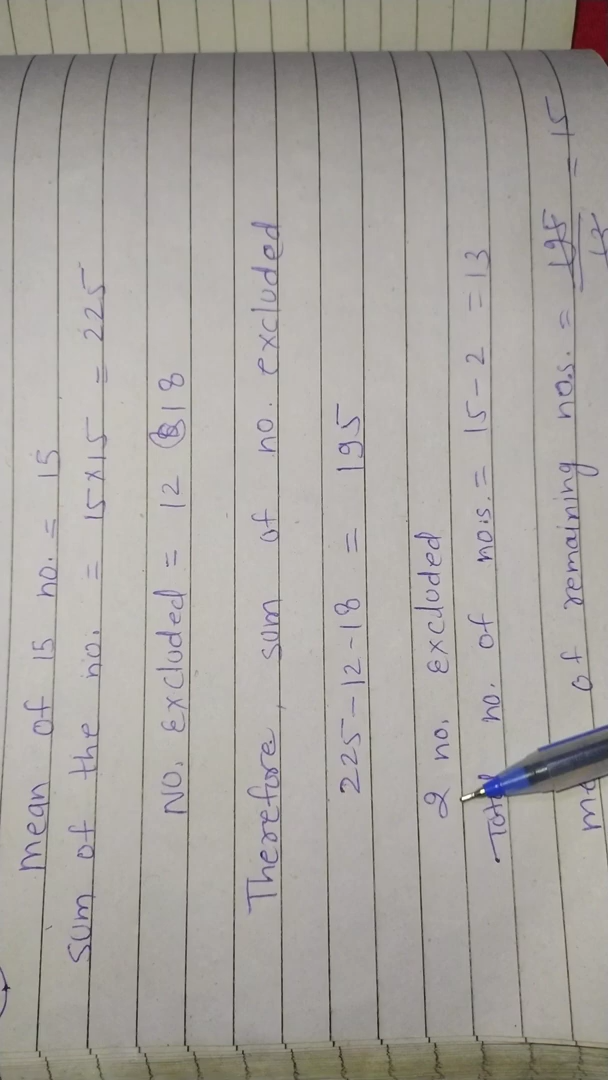 mean of 15 no. = 15
sum of the no. = 15×15 = 225
NO. Excluded = 12 & 18
Therefore, sum of no. excluded
225-12-18 = 195
2 no. excluded
Total no. of nos. = 15-2 = 13
of remaining nos. = 195/13 = 15